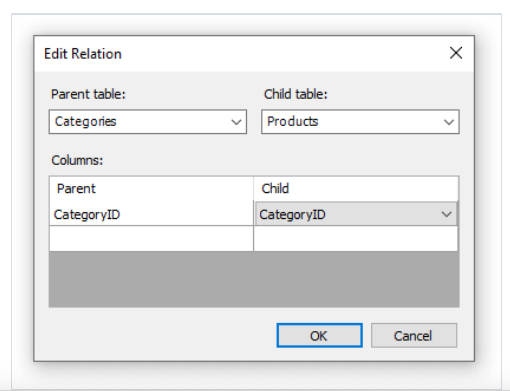 Edit Relation
Parent table: Child table:
Categories Products
Columns:
Parent Child
CategoryID CategoryID
OK Cancel